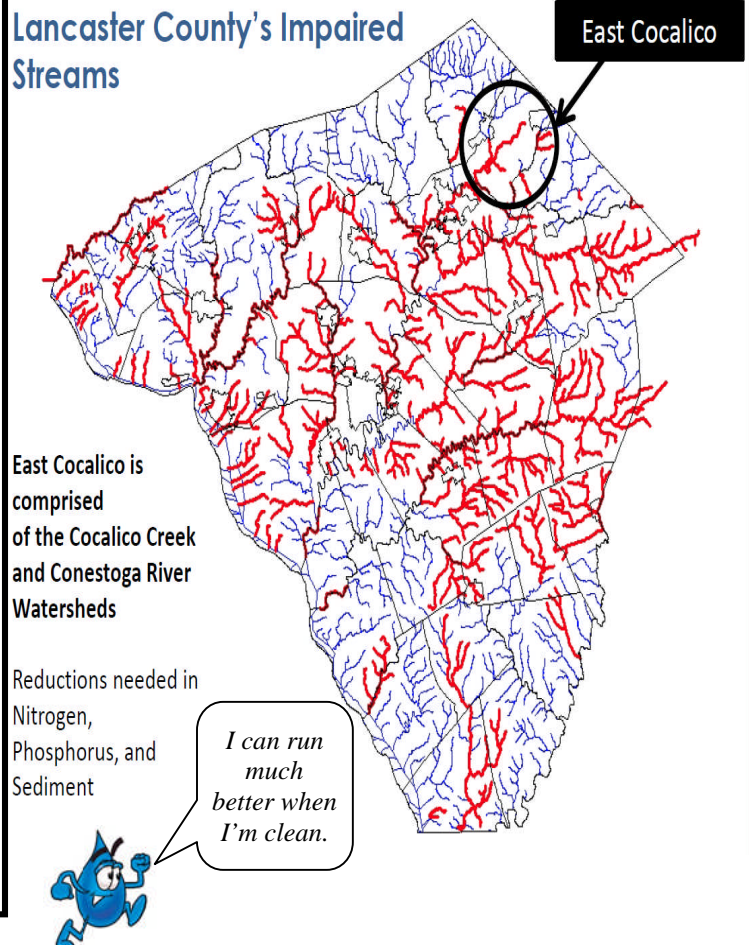 Lancaster County's Impaired
Streams
East Cocalico
East Cocalico is
comprised
of the Cocalico Creek
and Conestoga River
Watersheds
Reductions needed in
Nitrogen,
Phosphorus, and
Sediment
I can run
much
better when
I'm clean.